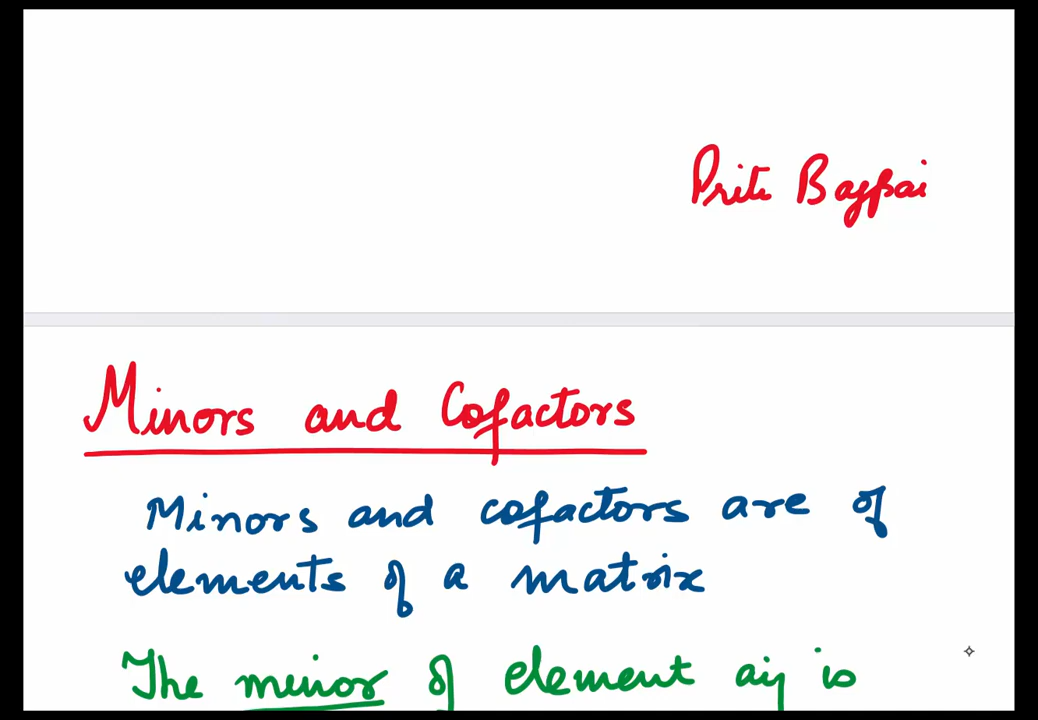 Priti Bajpai
Minors and Cofactors
Minors and cofactors are of
elements of a matrix
The minor of element aij is